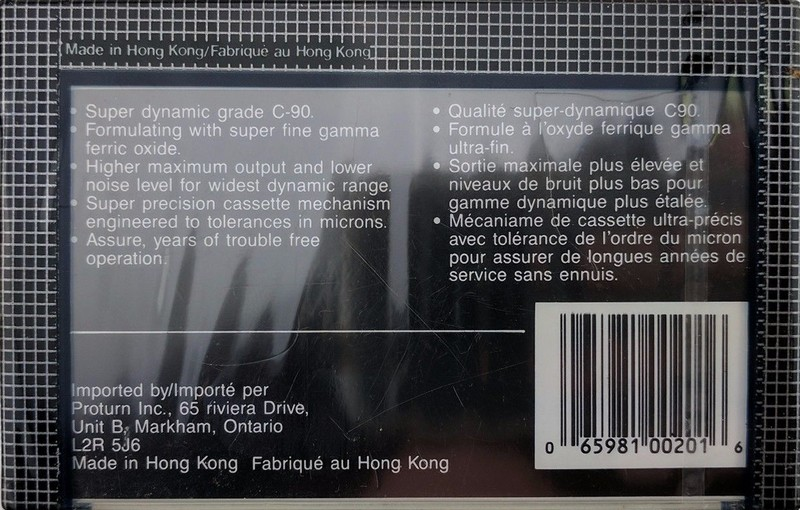 Made in Hong Kong/Fabriqué au Hong Kong
• Super dynamic grade C-90.
• Formulating with super fine gamma
ferric oxide.
• Higher maximum output and lower
noise level for widest dynamic range.
• Super precision cassette mechanism
engineered to tolerances in microns.
• Assure, years of trouble free
operation.
• Qualité super-dynamique C90.
• Formule à l'oxyde ferrique gamma
ultra-fin.
• Sortie maximale plus élevée et
niveaux de bruit plus bas pour
gamme dynamique plus étalée.
• Mécaniame de cassette ultra-précis
avec tolérance de l'ordre du micron
pour assurer de longues années de
service sans ennuis.
Imported by/Importé per
Proturn Inc., 65 riviera Drive,
Unit B, Markham, Ontario
L2R 5J6
Made in Hong Kong Fabriqué au Hong Kong
0 65981 00201 6